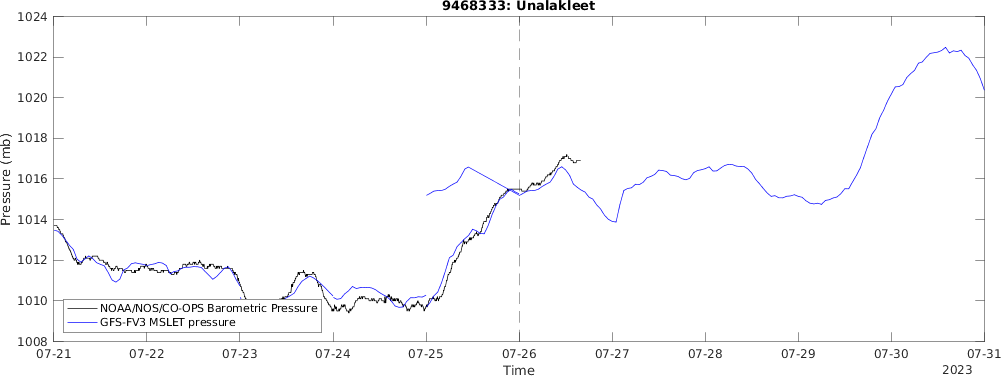 9468333: Unalakleet
1024
1022
1020
1018
1016
1014
1012
1010
1008
Pressure (mb)
NOAA/NOS/CO-OPS Barometric Pressure
GFS-FV3 MSLET pressure
07-21 07-22 07-23 07-24 07-25 07-26 07-27 07-28 07-29 07-30 07-31
Time
2023